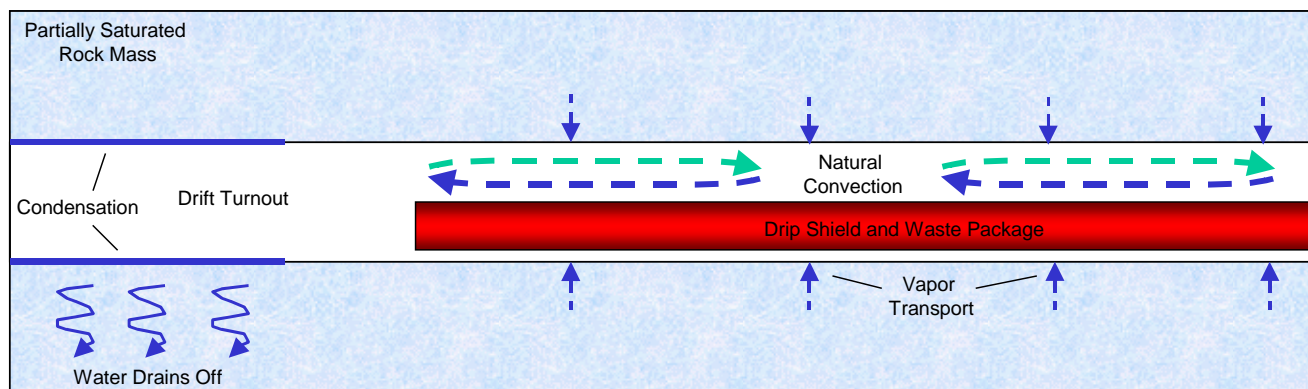 Partially Saturated
Rock Mass
Natural
Convection
Drift Turnout
Condensation
Drip Shield and Waste Package
Vapor
Transport
Water Drains Off